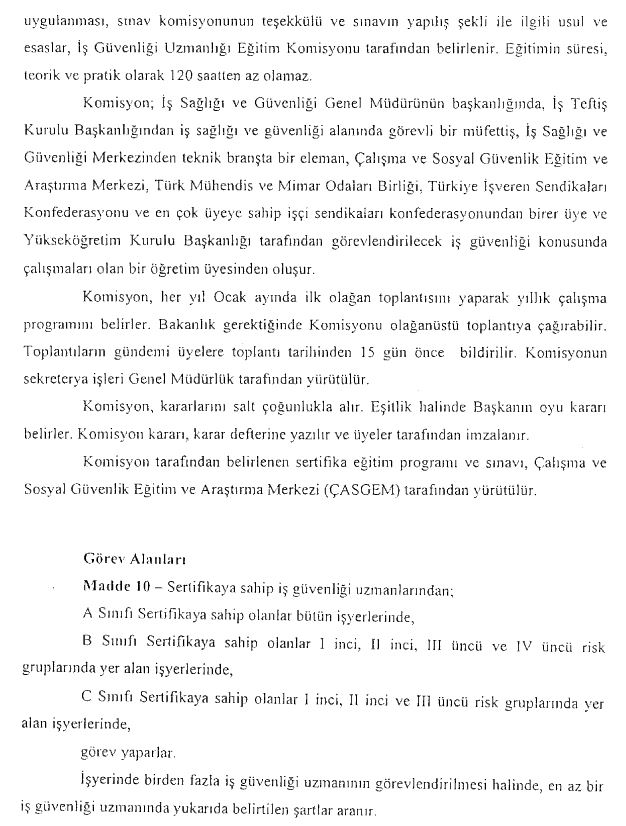 uygulanması, sınav komisyonunun teşekkülü ve sınavın yapılış şekli ile ilgili usul ve
esaslar, İş Güvenliği Uzmanlığı Eğitim Komisyonu tarafından belirlenir. Eğitimin süresi,
teorik ve pratik olarak 120 saatten az olamaz.
Komisyon; İş Sağlığı ve Güvenliği Genel Müdürünün başkanlığında, İş Teftiş
Kurulu Başkanlığından iş sağlığı ve güvenliği alanında görevli bir müfettiş, İş Sağlığı ve
Güvenliği Merkezinden teknik branşta bir eleman, Çalışma ve Sosyal Güvenlik Eğitim ve
Araştırma Merkezi, Türk Mühendis ve Mimar Odaları Birliği, Türkiye İşveren Sendikaları
Konfederasyonu ve en çok üyeye sahip işçi sendikaları konfederasyonundan birer üye ve
Yükseköğretim Kurulu Başkanlığı tarafından görevlendirilecek iş güvenliği konusunda
çalışmaları olan bir öğretim üyesinden oluşur.
Komisyon, her yıl Ocak ayında ilk olağan toplantısını yaparak yıllık çalışma
programını belirler. Bakanlık gerektiğinde Komisyonu olağanüstü toplantıya çağırabilir.
Toplantıların gündemi üyelere toplantı tarihinden 15 gün önce bildirilir. Komisyonun
sekreterya işleri Genel Müdürlük tarafından yürütülür.
Komisyon, kararlarını salt çoğunlukla alır. Eşitlik halinde Başkanın oyu kararı
belirler. Komisyon kararı, karar defterine yazılır ve üyeler tarafından imzalanır.
Komisyon tarafından belirlenen sertifika eğitim programı ve sınavı, Çalışma ve
Sosyal Güvenlik Eğitim ve Araştırma Merkezi (ÇASGEM) tarafından yürütülür.
Görev Alanları
Madde 10 – Sertifikaya sahip iş güvenliği uzmanlarından;
A Sınıfı Sertifikaya sahip olanlar bütün işyerlerinde,
B Sınıfı Sertifikaya sahip olanlar I inci, II inci, III üncü ve IV üncü risk
gruplarında yer alan işyerlerinde,
C Sınıfı Sertifikaya sahip olanlar I inci, II inci ve III üncü risk gruplarında yer
alan işyerlerinde,
görev yaparlar.
İşyerinde birden fazla iş güvenliği uzmanının görevlendirilmesi halinde, en az bir
iş güvenliği uzmanında yukarıda belirtilen şartlar aranır.